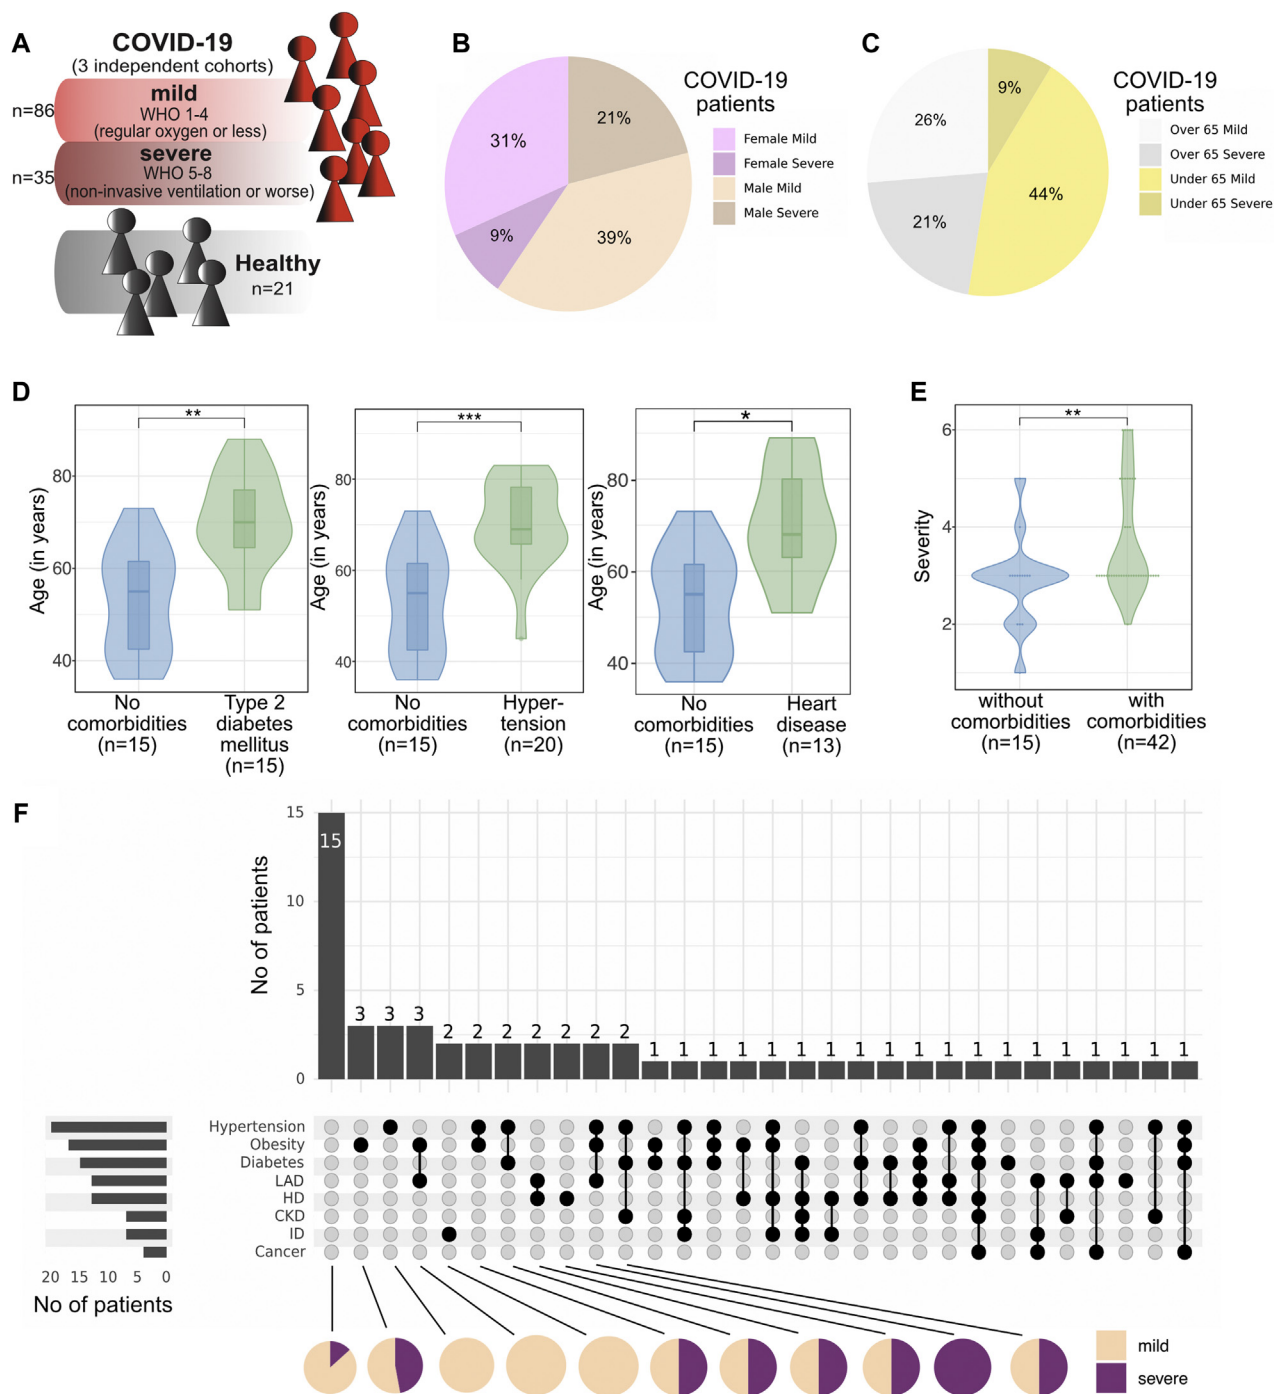 A
COVID-19
(3 independent cohorts)
n=86
mild
WHO 1-4
(regular oxygen or less)
n=35
severe
WHO 5-8
(non-invasive ventilation or worse)
Healthy
n=21
B
31%
21%
9%
39%
COVID-19
patients
Female Mild
Female Severe
Male Mild
Male Severe
C
9%
26%
44%
21%
COVID-19
patients
Over 65 Mild
Over 65 Severe
Under 65 Mild
Under 65 Severe
D
Age (in years)
80
60
40
**
No
comorbidities
(n=15)
Type 2
diabetes
mellitus
(n=15)
Age (in years)
80
60
40
***
No
comorbidities
(n=15)
Hyper-
tension
(n=20)
Age (in years)
80
60
40
*
No
comorbidities
(n=15)
Heart
disease
(n=13)
E
Severity
6
4
2
**
without
comorbidities
(n=15)
with
comorbidities
(n=42)
F
No of patients
15
10
5
0
15 3 3 3 2 2 2 2 2 2 2 1 1 1 1 1 1 1 1 1 1 1 1 1 1 1 1 1 1 1
Hypertension
Obesity
Diabetes
LAD
HD
CKD
ID
Cancer
20 15 10 5 0
No of patients
mild
severe